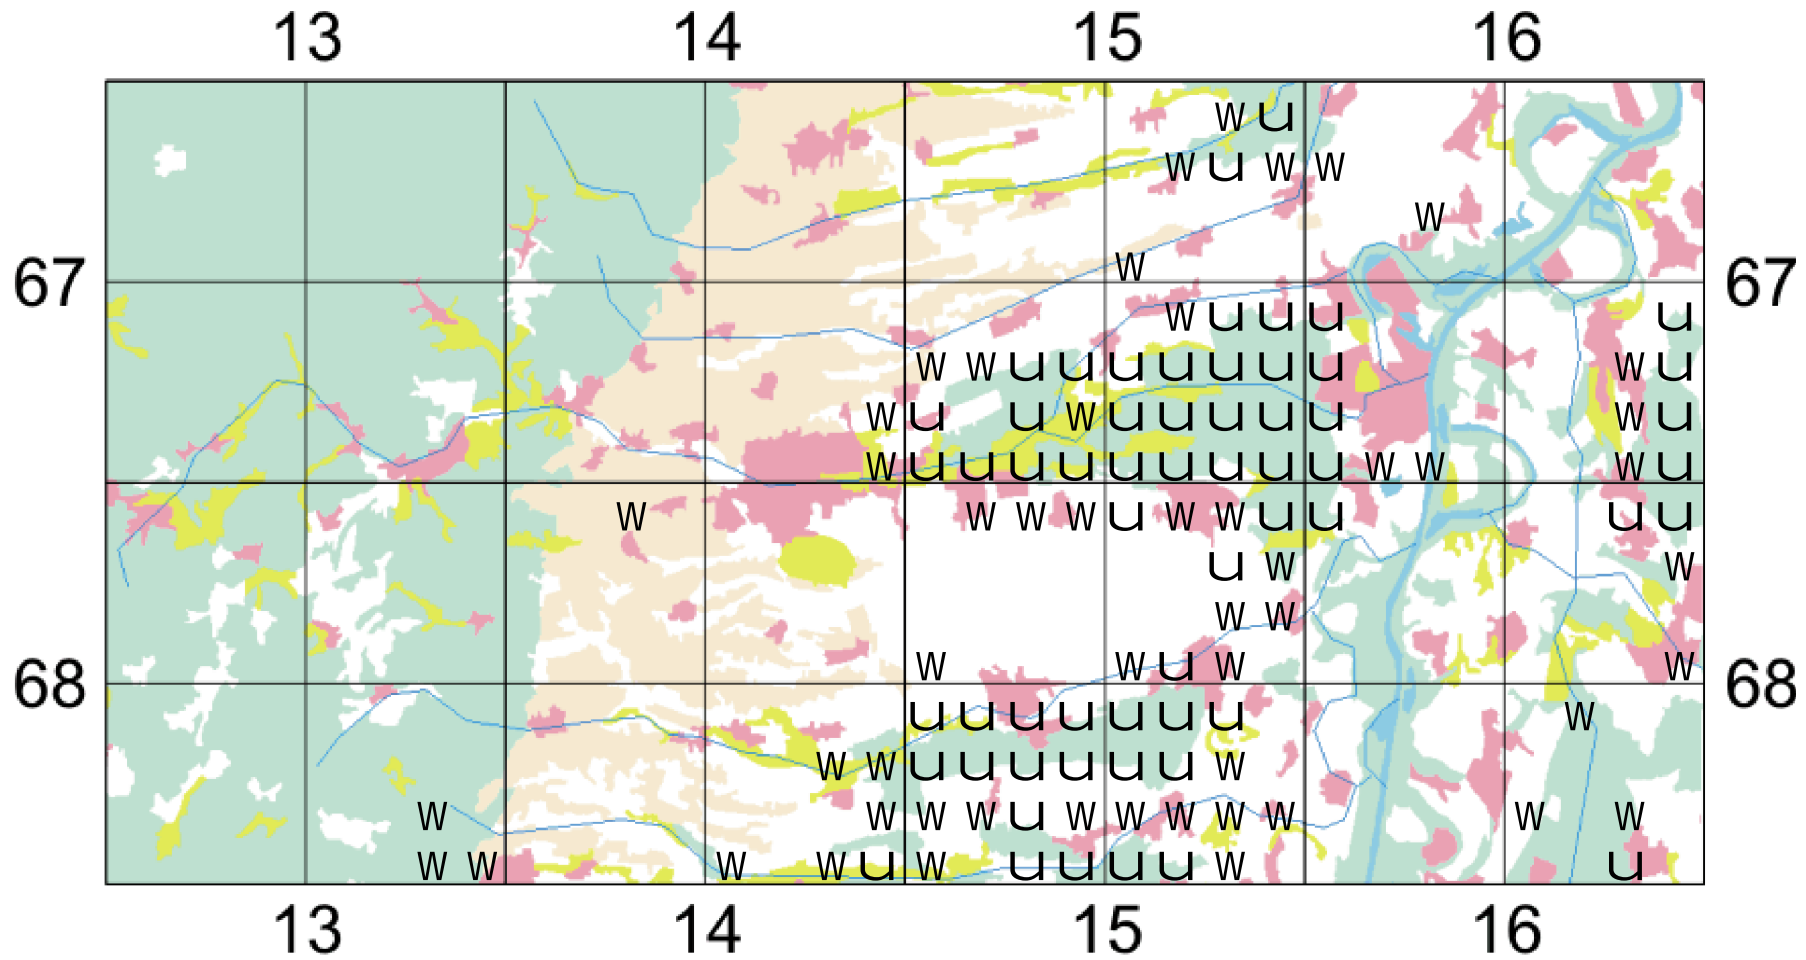 13 14 15 16
w u
w u w w
w
w
67 67
w u u u u
w w u u u u u u u w u
w u u w u u u u u w u
w u u u u u u u u u w w w u
w w w w u w w u u u u
u w w
w w
w w u w w
68 68
u u u u u u u w
w w u u u u u u w
w w w w u w w w w w w w
w w w w u w u u u u w u
13 14 15 16